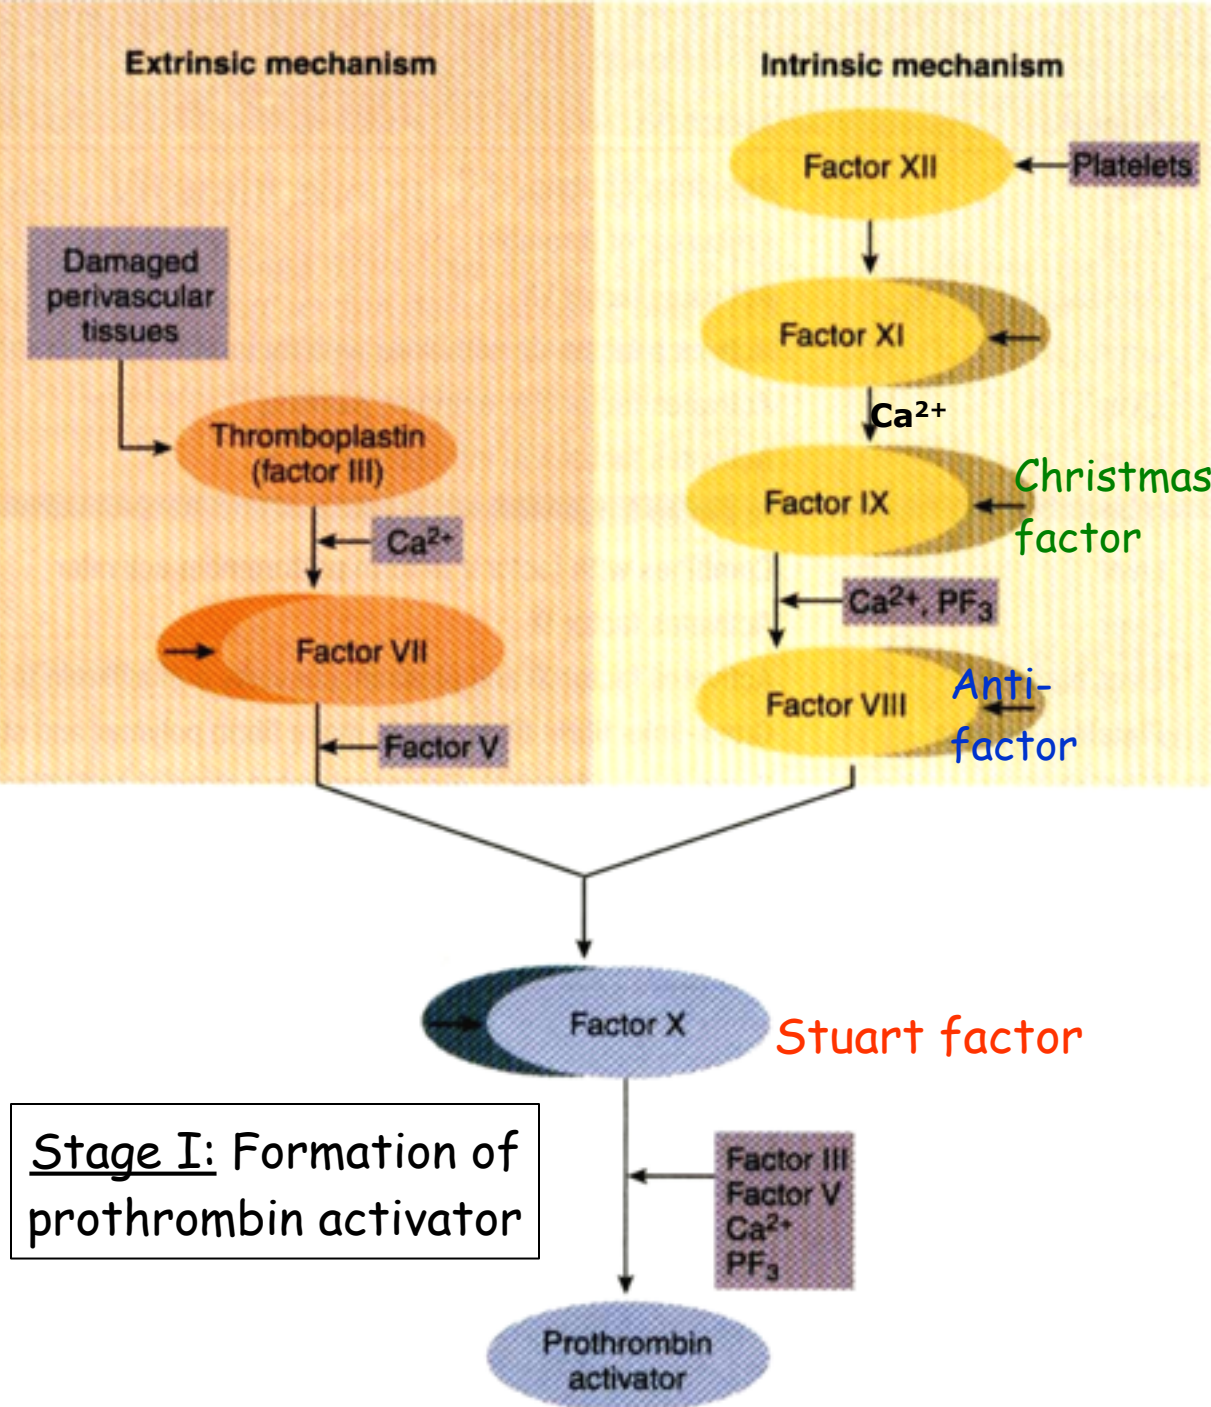 Extrinsic mechanism
Damaged
perivascular
tissues
Thromboplastin
(factor III)
Ca²⁺
Factor VII
Factor V
Intrinsic mechanism
Factor XII
Platelets
Factor XI
Ca²⁺
Factor IX
Christmas
factor
Ca²⁺, PF₃
Factor VIII
Anti-
factor
Factor X
Stuart factor
Stage I: Formation of
prothrombin activator
Factor III
Factor V
Ca²⁺
PF₃
Prothrombin
activator